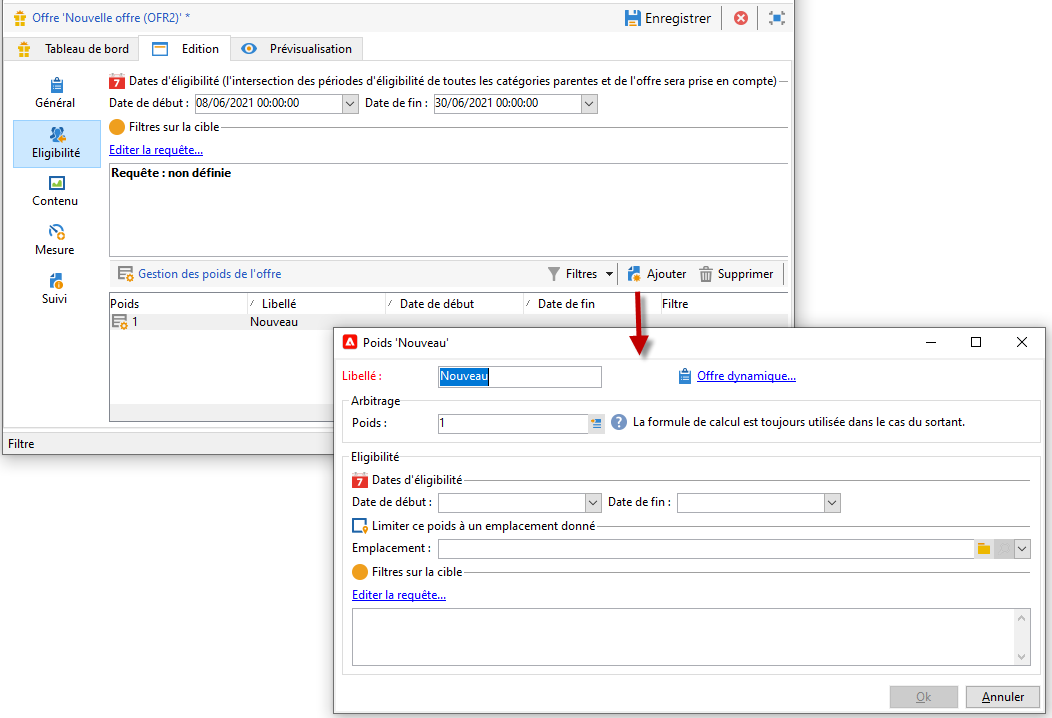 Offre 'Nouvelle offre (OFR2)' *
Enregistrer
Tableau de bord
Edition
Prévisualisation
Général
Eligibilité
Contenu
Mesure
Suivi
7 Dates d'éligibilité (l'intersection des périodes d'éligibilité de toutes les catégories parentes et de l'offre sera prise en compte)
Date de début : 08/06/2021 00:00:00 Date de fin : 30/06/2021 00:00:00
Filtres sur la cible
Editer la requête...
Requête : non définie
Gestion des poids de l'offre
Filtres
Ajouter
Supprimer
Poids Libellé Date de début Date de fin Filtre
1 Nouveau
Filtre
Poids 'Nouveau'
Libellé : Nouveau Offre dynamique...
Arbitrage
Poids : 1 ? La formule de calcul est toujours utilisée dans le cas du sortant.
Eligibilité
7 Dates d'éligibilité
Date de début : Date de fin :
Limiter ce poids à un emplacement donné
Emplacement :
Filtres sur la cible
Editer la requête...
Ok
Annuler